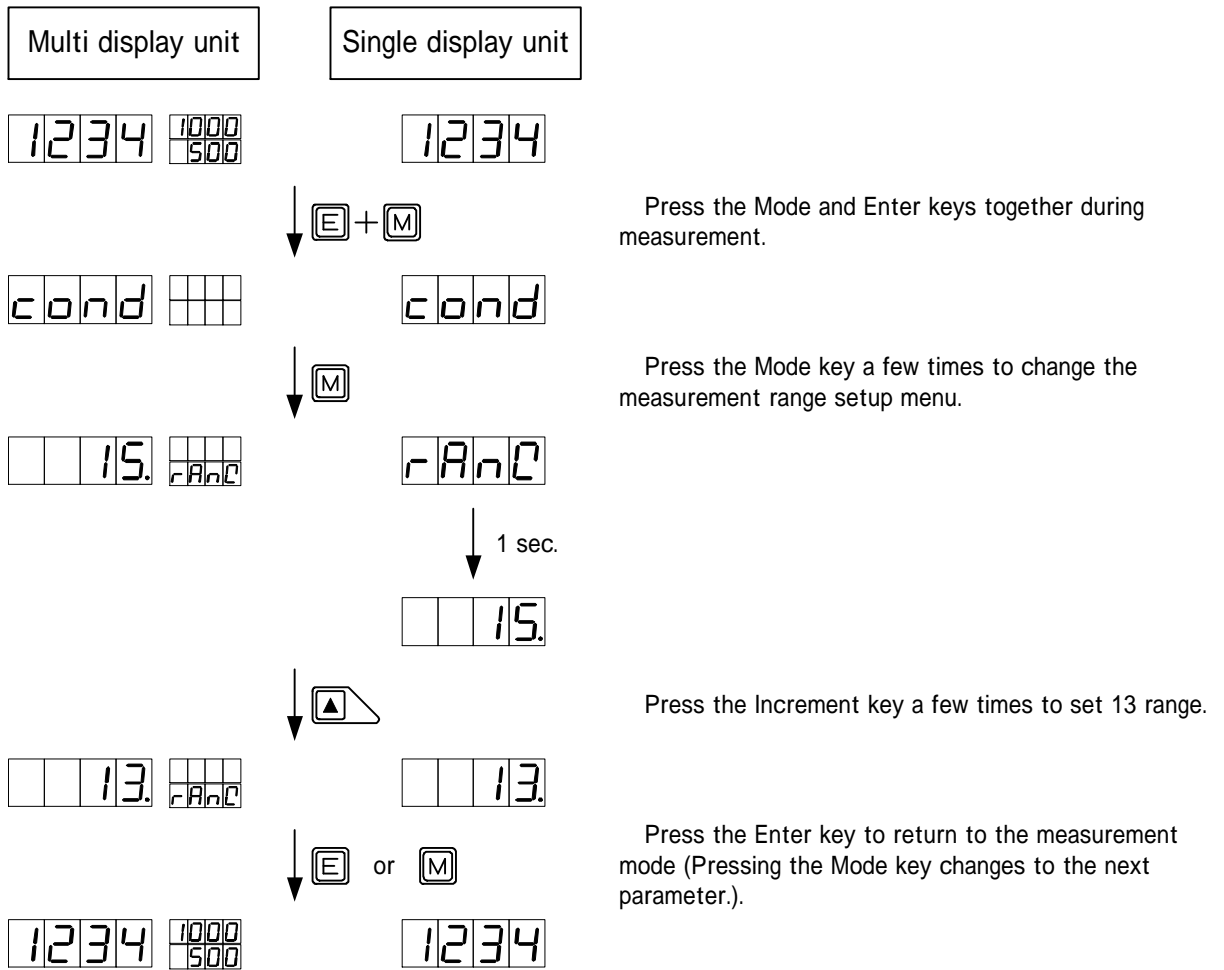 Multi display unit
Single display unit
1234
1000
500
1234
E + M
Press the Mode and Enter keys together during
measurement.
cond
cond
M
Press the Mode key a few times to change the
measurement range setup menu.
15.
rAnC
rAnC
1 sec.
15.
Press the Increment key a few times to set 13 range.
13.
rAnC
13.
E or M
Press the Enter key to return to the measurement
mode (Pressing the Mode key changes to the next
parameter.).
1234
1000
500
1234